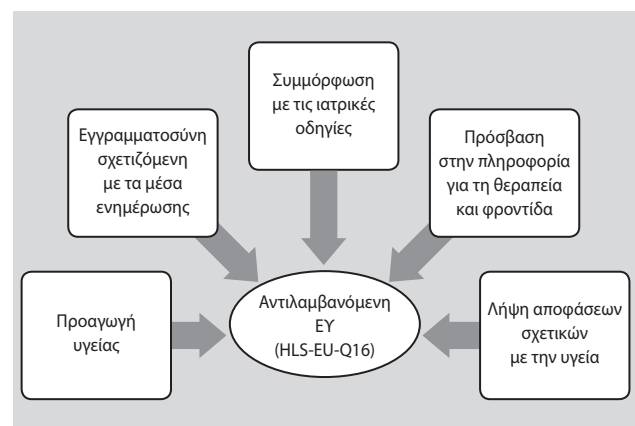 Συμμόρφωση
με τις ιατρικές
οδηγίες
Εγγραμματοσύνη
σχετιζόμενη
με τα μέσα
ενημέρωσης
Πρόσβαση
στην πληροφορία
για τη θεραπεία
και φροντίδα
Προαγωγή
υγείας
Αντιλαμβανόμενη
ΕΥ
(HLS-EU-Q16)
Λήψη αποφάσεων
σχετικών
με την υγεία